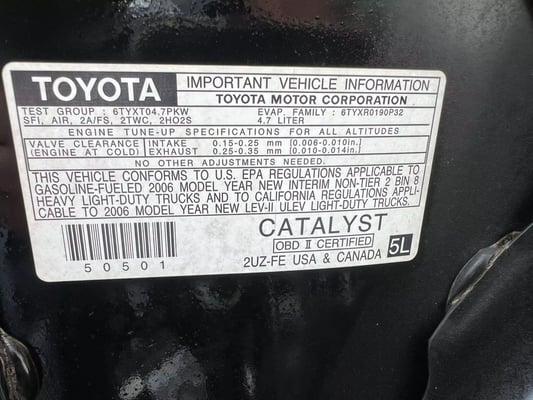 TOYOTA
IMPORTANT VEHICLE INFORMATION
TOYOTA MOTOR CORPORATION
TEST GROUP : 6TYXT04.7PKW EVAP. FAMILY : 6TYXR0190P32
SFI, AIR, 2A/FS, 2TWC, 2HO2S 4.7 LITER
ENGINE TUNE-UP SPECIFICATIONS FOR ALL ALTITUDES
VALVE CLEARANCE INTAKE 0.15-0.25 mm (0.006-0.010in.)
(ENGINE AT COLD) EXHAUST 0.25-0.35 mm (0.010-0.014in.)
NO OTHER ADJUSTMENTS NEEDED.
THIS VEHICLE CONFORMS TO U.S. EPA REGULATIONS APPLICABLE TO
GASOLINE-FUELED 2006 MODEL YEAR NEW INTERIM NON-TIER 2 BIN 8
HEAVY LIGHT-DUTY TRUCKS AND TO CALIFORNIA REGULATIONS APPLI-
CABLE TO 2006 MODEL YEAR NEW LEV-II ULEV LIGHT-DUTY TRUCKS.
CATALYST
OBD II CERTIFIED
5L
50501
2UZ-FE USA & CANADA